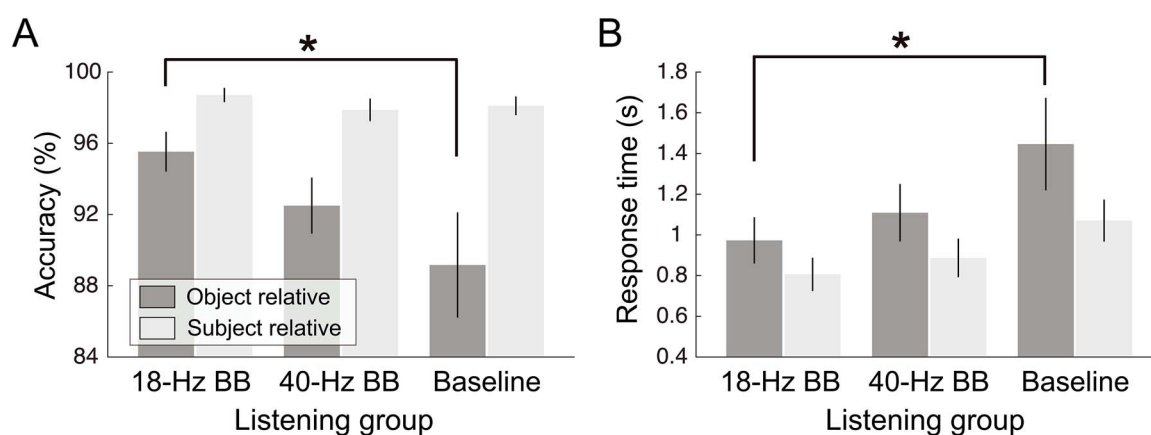 A
*
Accuracy (%)
100
96
92
88
84
Object relative
Subject relative
18-Hz BB 40-Hz BB Baseline
Listening group
B
*
Response time (s)
1.8
1.6
1.4
1.2
1
0.8
0.6
0.4
18-Hz BB 40-Hz BB Baseline
Listening group